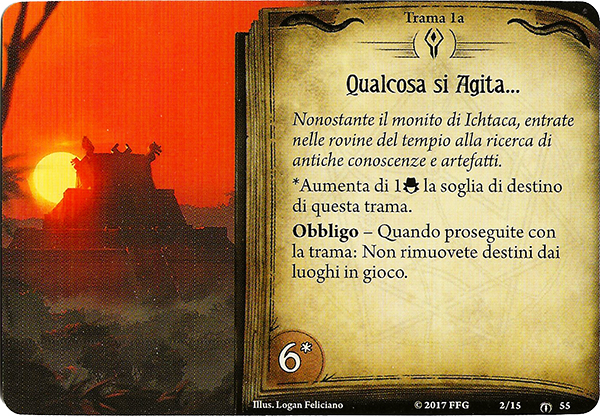 Trama 1a
Qualcosa si Agita...
Nonostante il monito di Ichtaca, entrate
nelle rovine del tempio alla ricerca di
antiche conoscenze e artefatti.
*Aumenta di 1 la soglia di destino
di questa trama.
Obbligo – Quando proseguite con
la trama: Non rimuovete destini dai
luoghi in gioco.
6*
Illus. Logan Feliciano © 2017 FFG 2/15 55